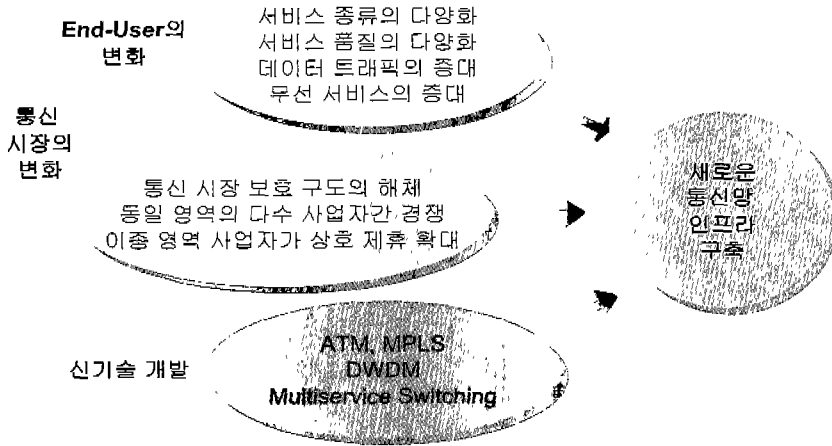 End-User의
변화
서비스 종류의 다양화
서비스 품질의 다양화
데이터 트래픽의 증대
무선 서비스의 증대
통신
시장의
변화
통신 시장 보호 구도의 해체
동일 영역의 다수 사업자간 경쟁
이종 영역 사업자가 상호 제휴 확대
신기술 개발
ATM, MPLS
DWDM
Multiservice Switching
새로운
통신망
인프라
구축